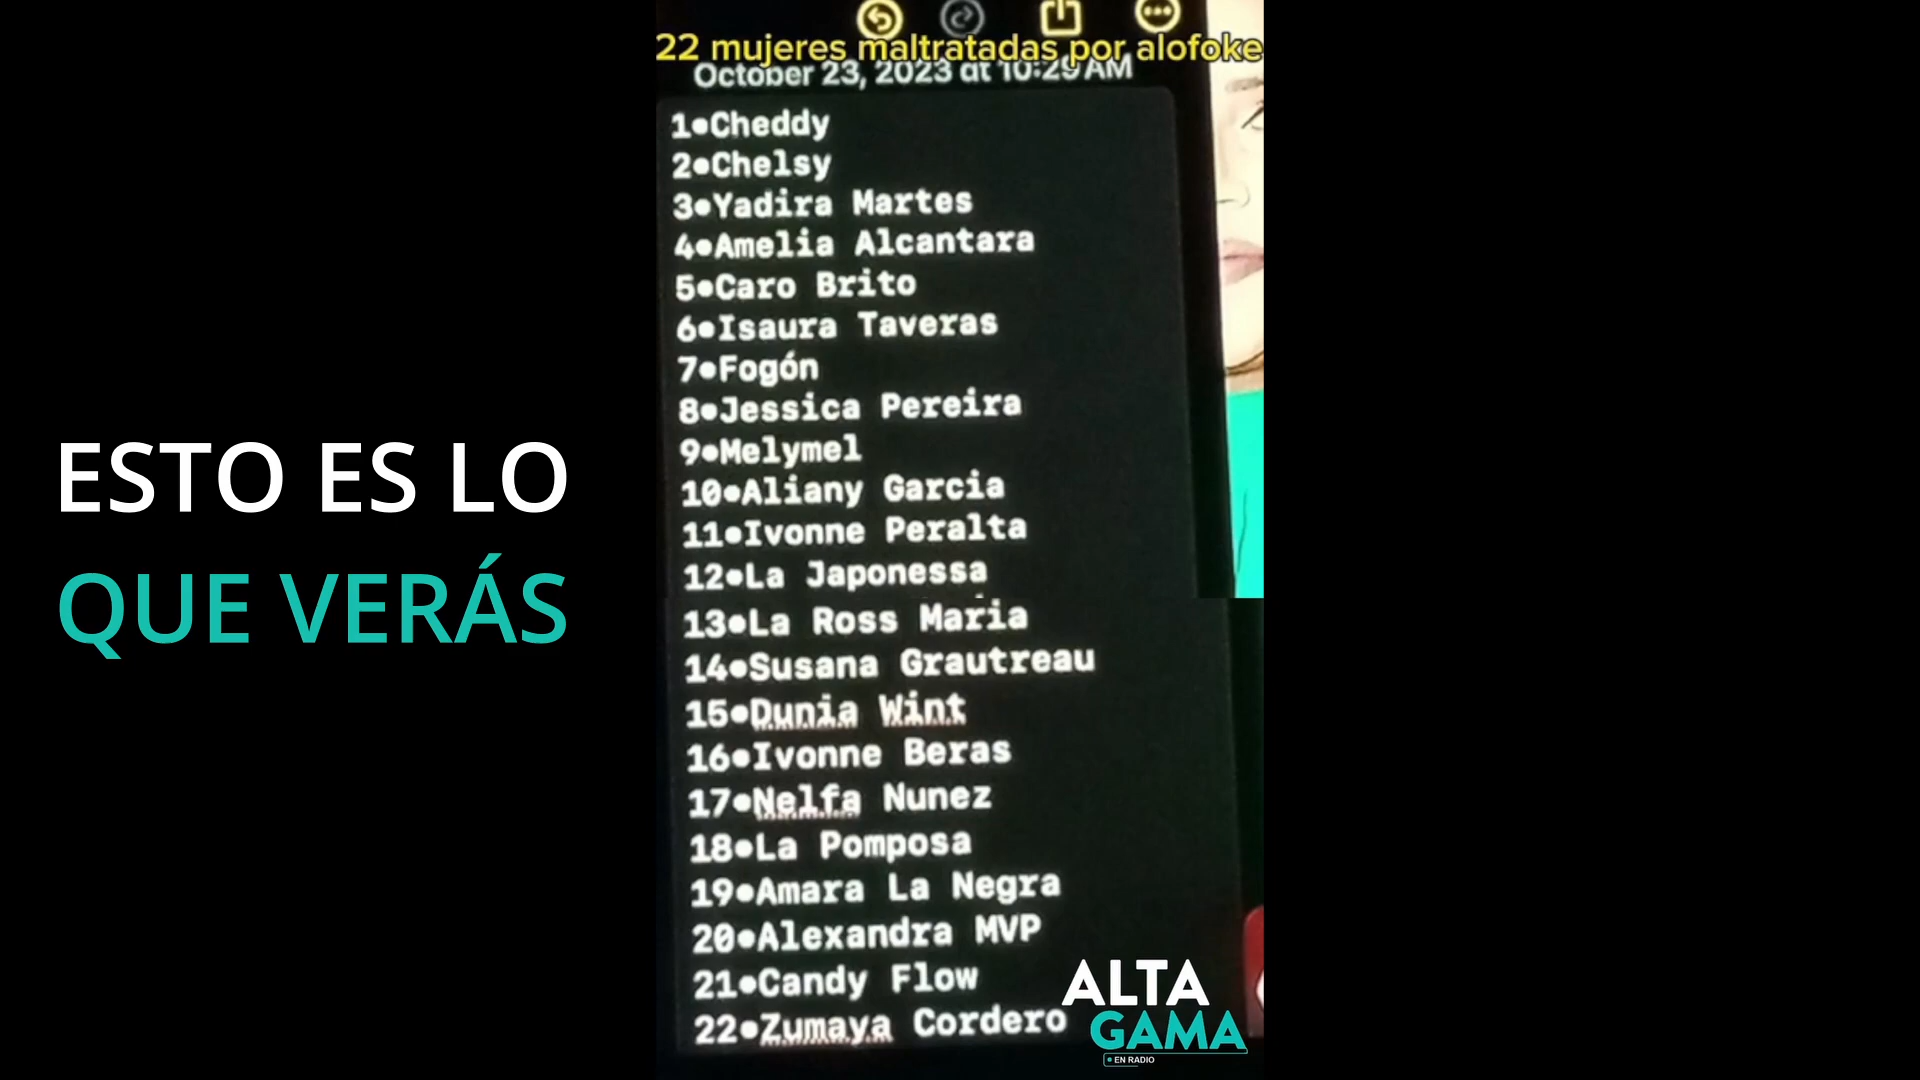 ESTO ES LO
QUE VERÁS
22 mujeres maltratadas por alofoke
October 23, 2023 at 10:29 AM
1•Cheddy
2•Chelsy
3•Yadira Martes
4•Amelia Alcantara
5•Caro Brito
6•Isaura Taveras
7•Fogón
8•Jessica Pereira
9•Melymel
10•Aliany Garcia
11•Ivonne Peralta
12•La Japonessa
13•La Ross Maria
14•Susana Grautreau
15•Dunia Wint
16•Ivonne Beras
17•Nelfa Nunez
18•La Pomposa
19•Amara La Negra
20•Alexandra MVP
21•Candy Flow
22•Zumaya Cordero
ALTA
GAMA
EN RADIO